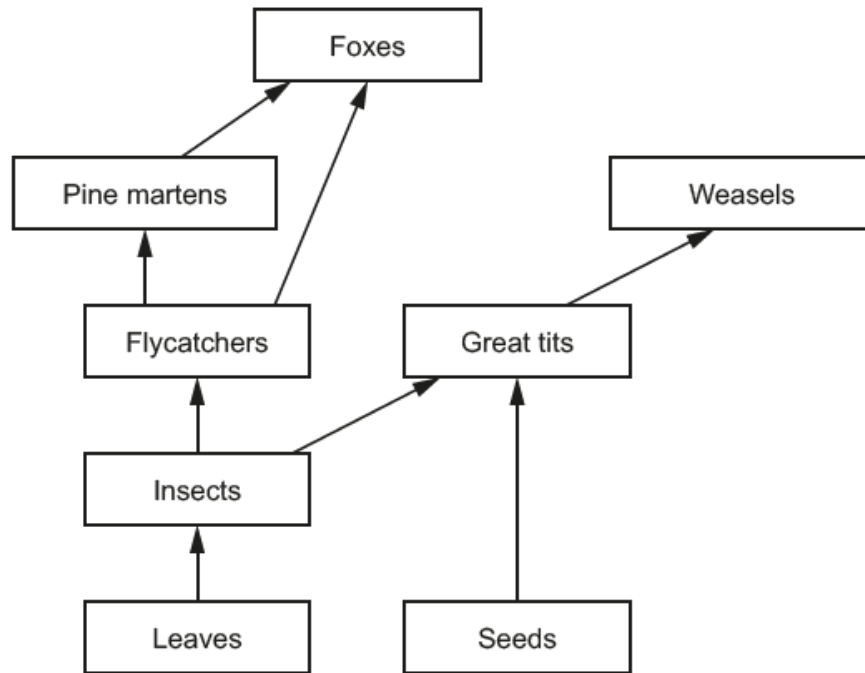 Foxes
Pine martens
Weasels
Flycatchers
Great tits
Insects
Leaves
Seeds